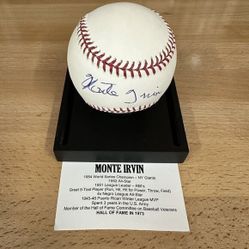 Monte Irvin
MONTE IRVIN
1954 World Series Champion - NY Giants
1952 All-Star
1951 League Leader - RBI's
Great 5 Tool Player (Run, Hit, Hit for Power, Throw, Field)
4x Negro League All-Star
1945-46 Puerto Rican Winter League MVP
Spent 3 years in the U.S. Army
Member of the Hall of Fame Committee on Baseball Veterans
HALL OF FAME IN 1973